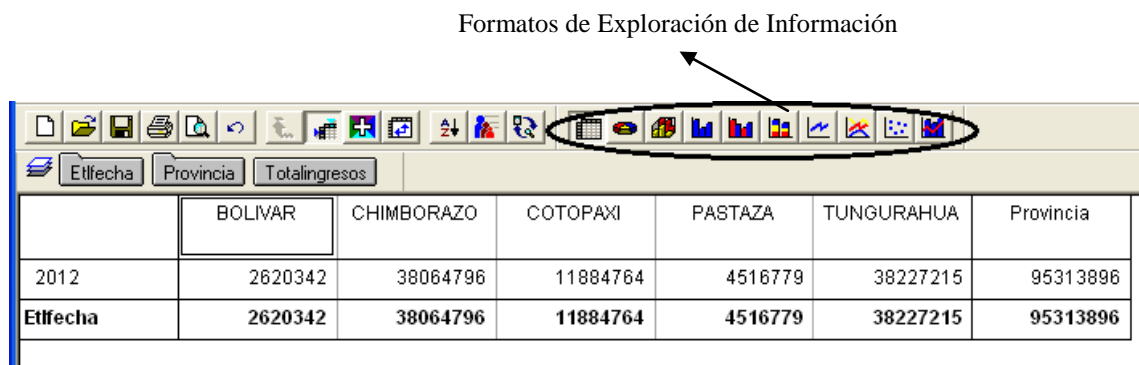 Formatos de Exploración de Información
Etlfecha Provincia Totalingresos
BOLIVAR CHIMBORAZO COTOPAXI PASTAZA TUNGURAHUA Provincia
2012 2620342 38064796 11884764 4516779 38227215 95313896
Etlfecha 2620342 38064796 11884764 4516779 38227215 95313896